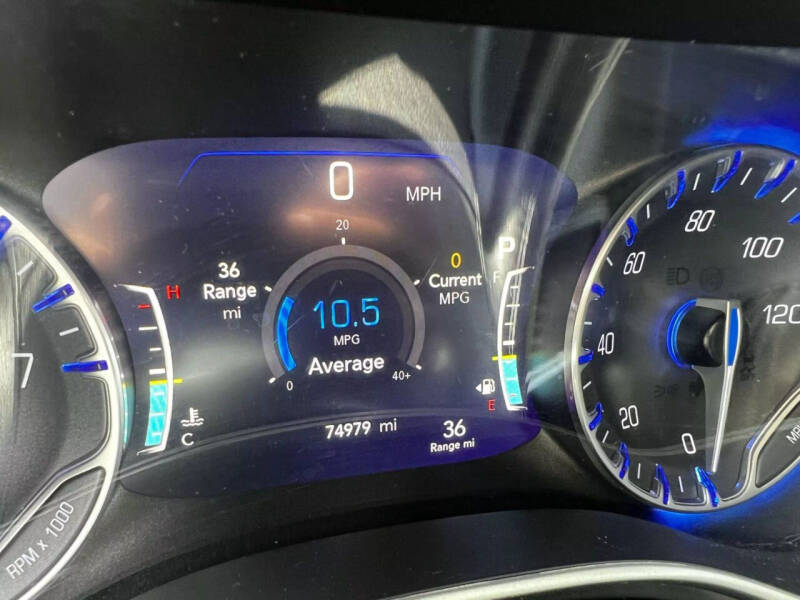 0 MPH
20
36
Range
mi
0
Current
MPG
P
H
F
10.5
MPG
Average
0
40+
E
C
74979 mi
36
Range mi
7
RPM x 1000
0
20
40
60
80
100
120